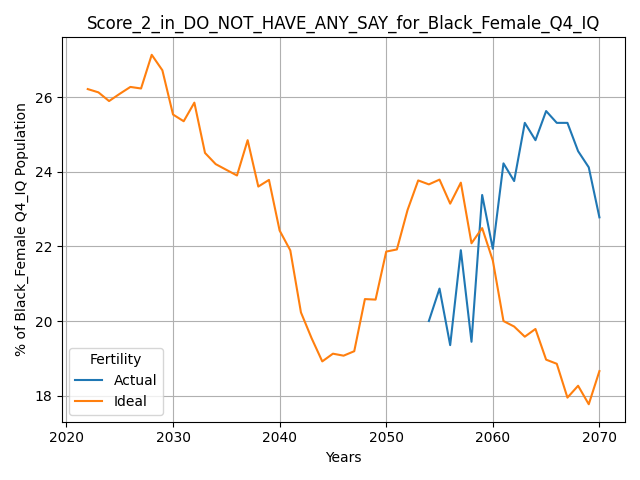 Score_2_in_DO_NOT_HAVE_ANY_SAY_for_Black_Female_Q4_IQ
% of Black_Female Q4_IQ Population
26
24
22
20
18
Fertility
Actual
Ideal
2020 2030 2040 2050 2060 2070
Years